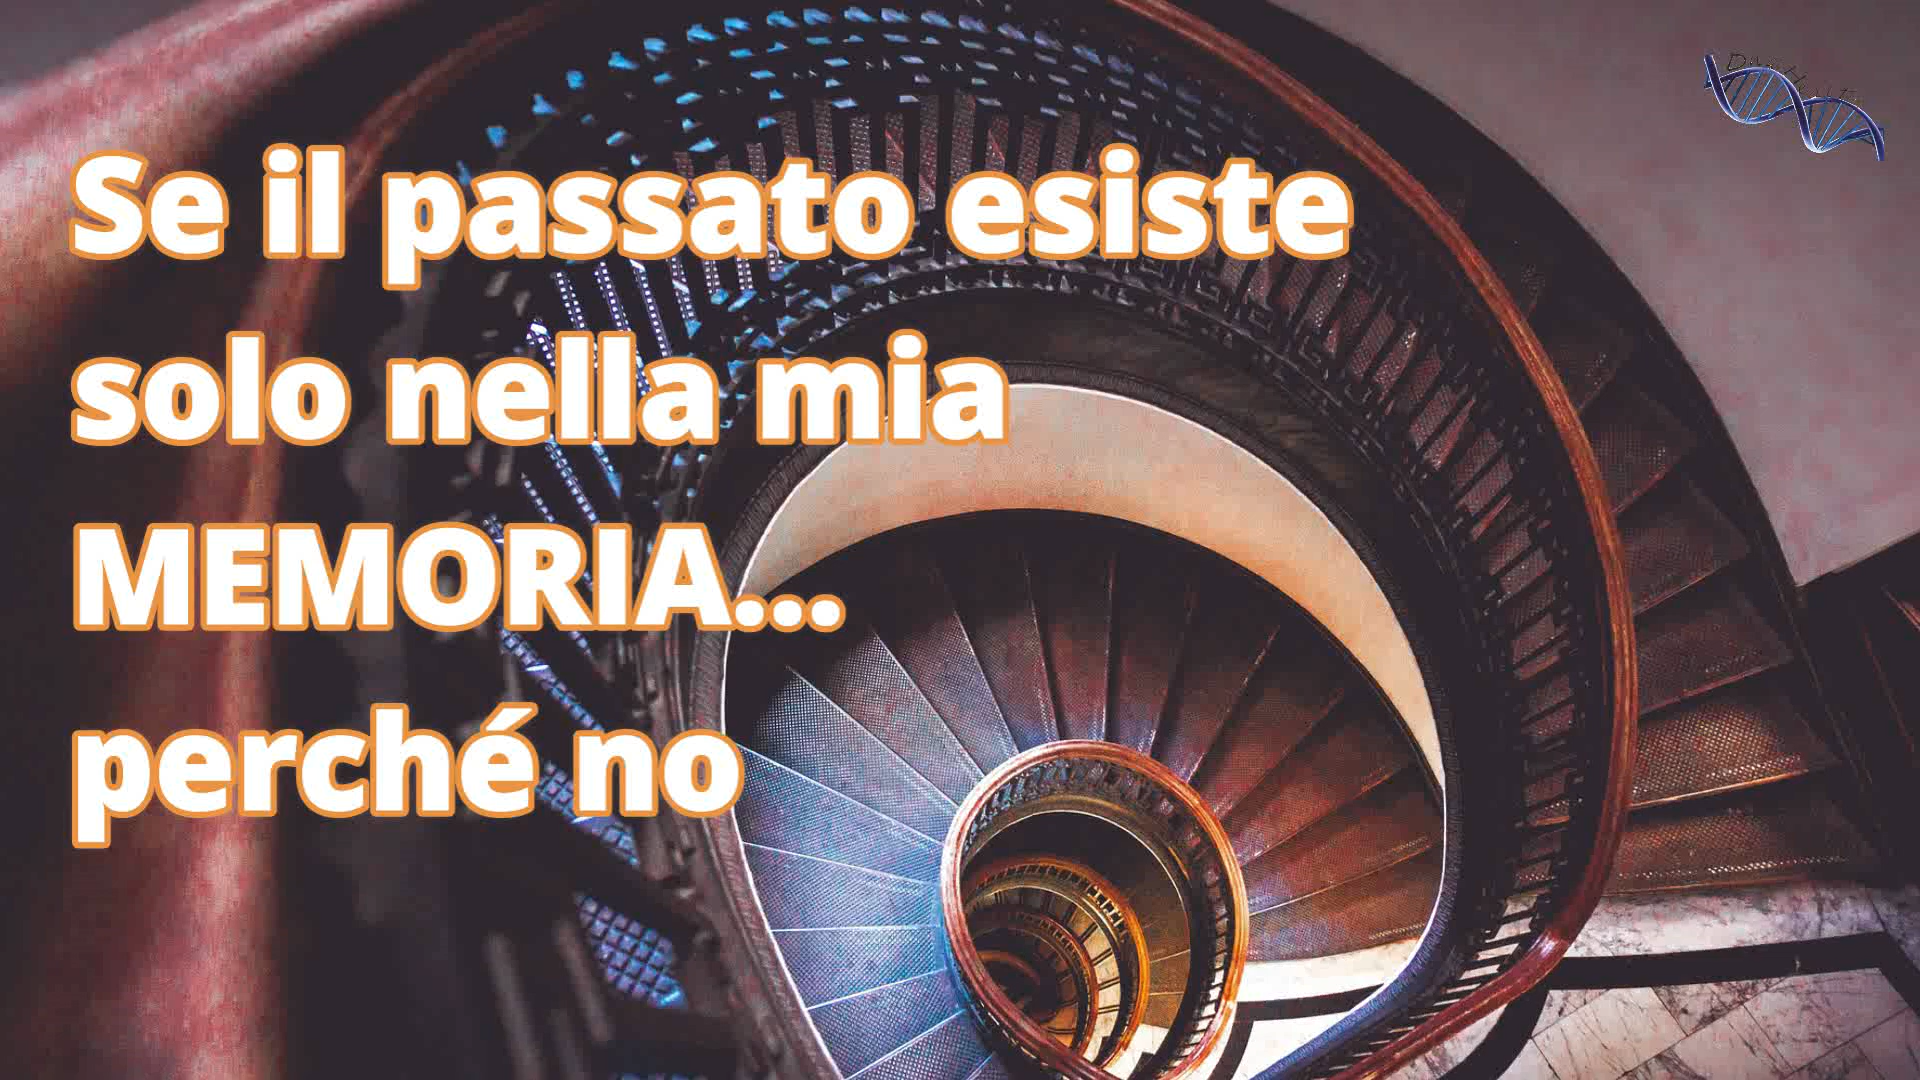 Se il passato esiste
solo nella mia
MEMORIA...
perché no